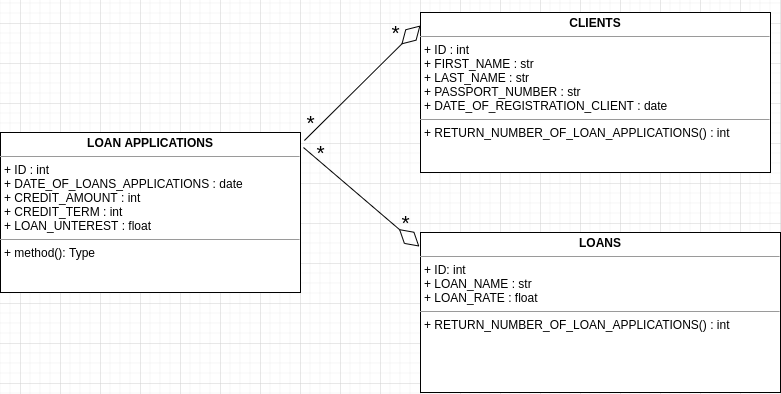 CLIENTS
+ ID : int
+ FIRST_NAME : str
+ LAST_NAME : str
+ PASSPORT_NUMBER : str
+ DATE_OF_REGISTRATION_CLIENT : date
+ RETURN_NUMBER_OF_LOAN_APPLICATIONS() : int
*
*
LOAN APPLICATIONS
+ ID : int
+ DATE_OF_LOANS_APPLICATIONS : date
+ CREDIT_AMOUNT : int
+ CREDIT_TERM : int
+ LOAN_UNTEREST : float
+ method(): Type
*
*
LOANS
+ ID: int
+ LOAN_NAME : str
+ LOAN_RATE : float
+ RETURN_NUMBER_OF_LOAN_APPLICATIONS() : int